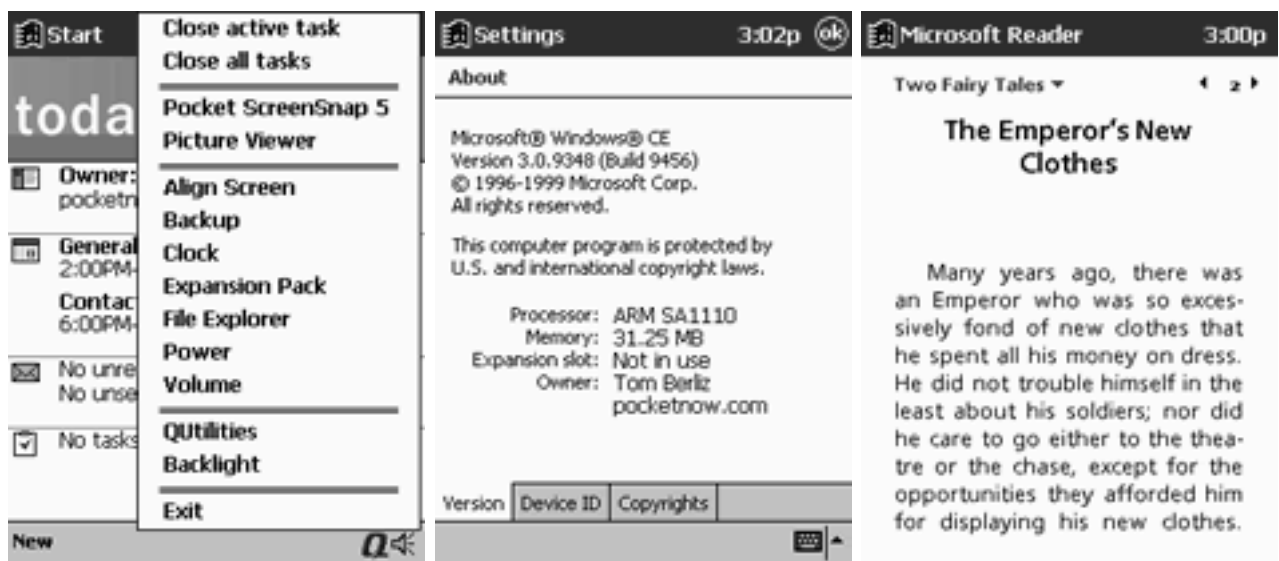 Start
toda
Owner:
pocketn
General
2:00PM-
Contac
6:00PM-
No unre
No unse
No tasks
New
Close active task
Close all tasks
Pocket ScreenSnap 5
Picture Viewer
Align Screen
Backup
Clock
Expansion Pack
File Explorer
Power
Volume
QUtilities
Backlight
Exit
Q
Settings 3:02p ok
About
Microsoft® Windows® CE
Version 3.0.9348 (Build 9456)
© 1996-1999 Microsoft Corp.
All rights reserved.
This computer program is protected by
U.S. and international copyright laws.
Processor: ARM SA1110
Memory: 31.25 MB
Expansion slot: Not in use
Owner: Tom Berliz
pocketnow.com
Version Device ID Copyrights
Microsoft Reader 3:00p
Two Fairy Tales 2
The Emperor's New
Clothes
Many years ago, there was
an Emperor who was so exces-
sively fond of new clothes that
he spent all his money on dress.
He did not trouble himself in the
least about his soldiers; nor did
he care to go either to the thea-
tre or the chase, except for the
opportunities they afforded him
for displaying his new clothes.